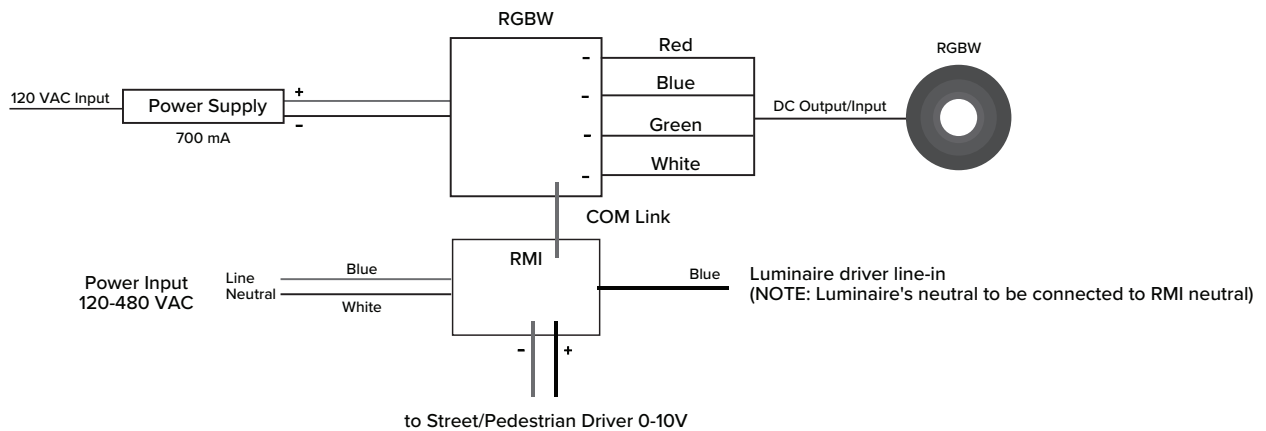 RGBW
Red
RGBW
Blue
120 VAC Input
Power Supply
+
-
DC Output/Input
700 mA
Green
White
-
-
-
-
COM Link
RMI
Power Input
120-480 VAC
Line
Neutral
Blue
White
Blue
Luminaire driver line-in
(NOTE: Luminaire's neutral to be connected to RMI neutral)
- +
to Street/Pedestrian Driver 0-10V